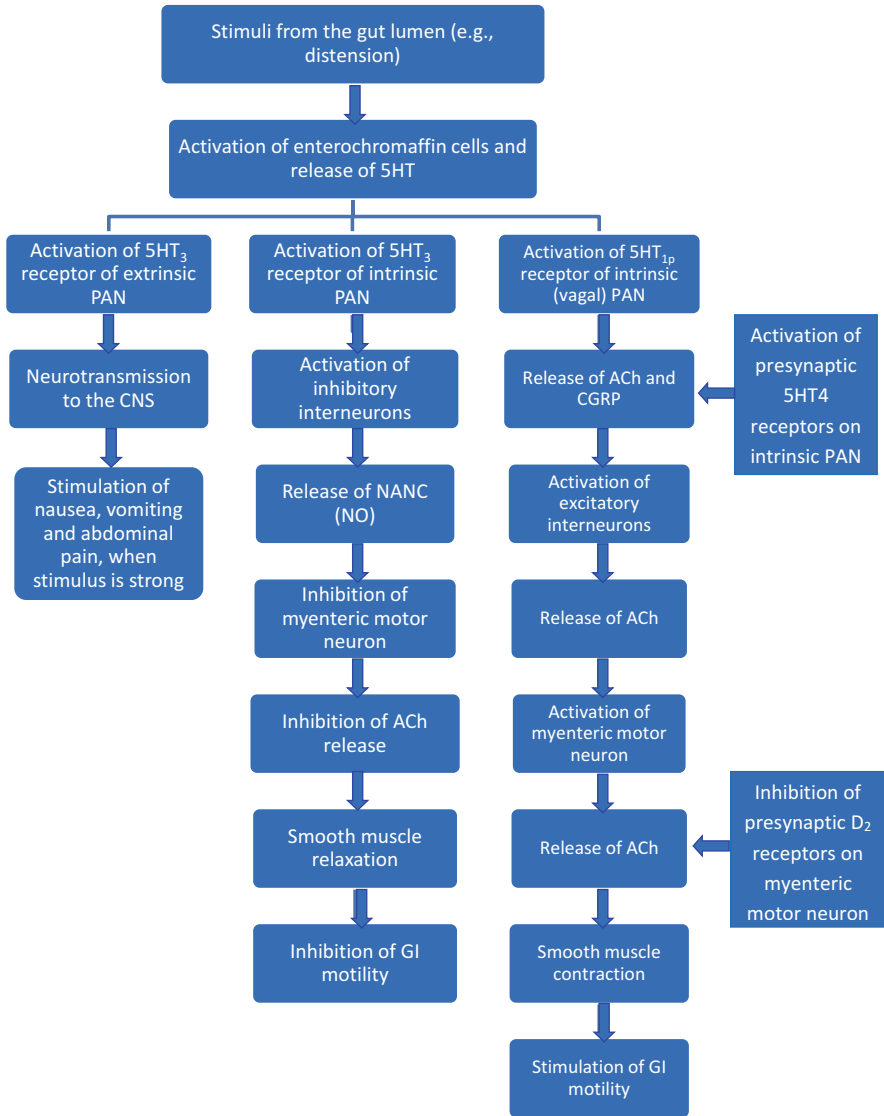 Stimuli from the gut lumen (e.g.,
distension)
Activation of enterochromaffin cells and
release of 5HT
Activation of 5HT₃
receptor of extrinsic
PAN
Neurotransmission
to the CNS
Stimulation of
nausea, vomiting
and abdominal
pain, when
stimulus is strong
Activation of 5HT₃
receptor of intrinsic
PAN
Activation of
inhibitory
interneurons
Release of NANC
(NO)
Inhibition of
myenteric motor
neuron
Inhibition of ACh
release
Smooth muscle
relaxation
Inhibition of GI
motility
Activation of 5HT₁ₚ
receptor of intrinsic
(vagal) PAN
Release of ACh and
CGRP
Activation of
excitatory
interneurons
Release of ACh
Activation of
myenteric motor
neuron
Release of ACh
Smooth muscle
contraction
Stimulation of GI
motility
Activation of
presynaptic
5HT4
receptors on
intrinsic PAN
Inhibition of
presynaptic D₂
receptors on
myenteric
motor neuron